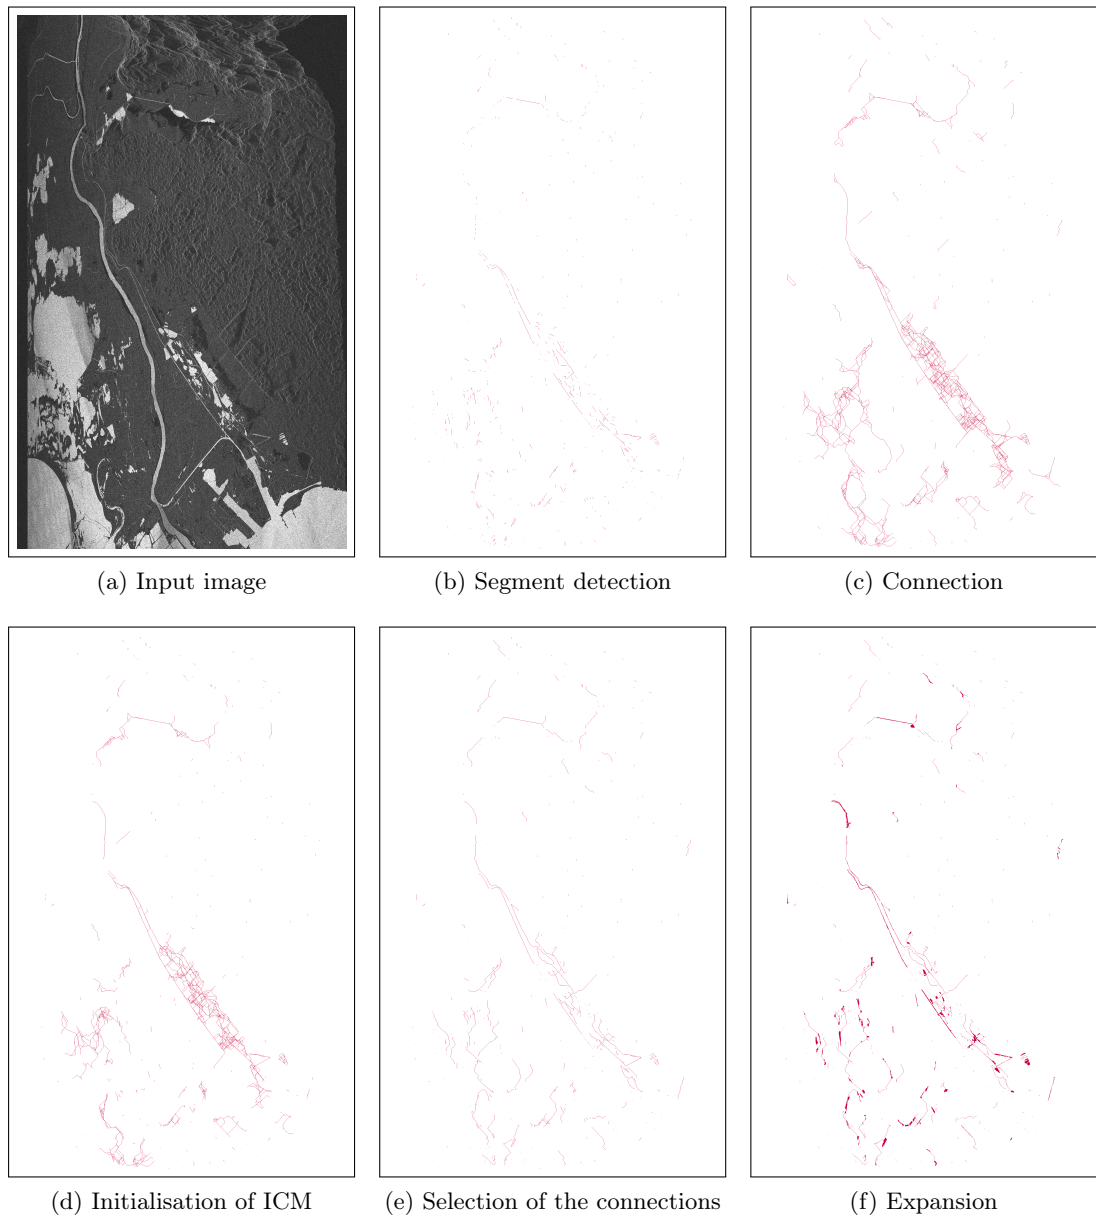 (a) Input image
(b) Segment detection
(c) Connection
(d) Initialisation of ICM
(e) Selection of the connections
(f) Expansion